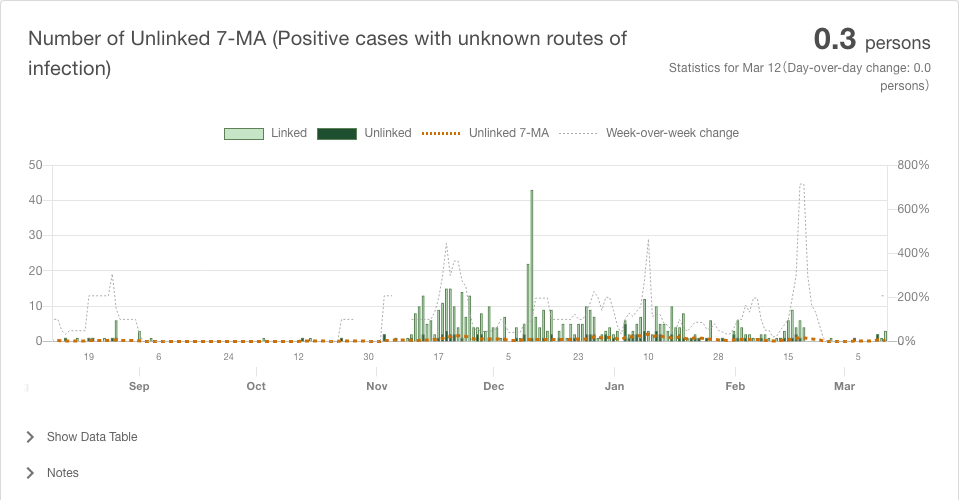 Number of Unlinked 7-MA (Positive cases with unknown routes of
infection)
0.3 persons
Statistics for Mar 12(Day-over-day change: 0.0
persons)
Linked
Unlinked
Unlinked 7-MA
Week-over-week change
50
40
30
20
10
0
800%
600%
400%
200%
0%
19 6 24 12 30 17 5 23 10 28 15 5
Sep Oct Nov Dec Jan Feb Mar
Show Data Table
Notes